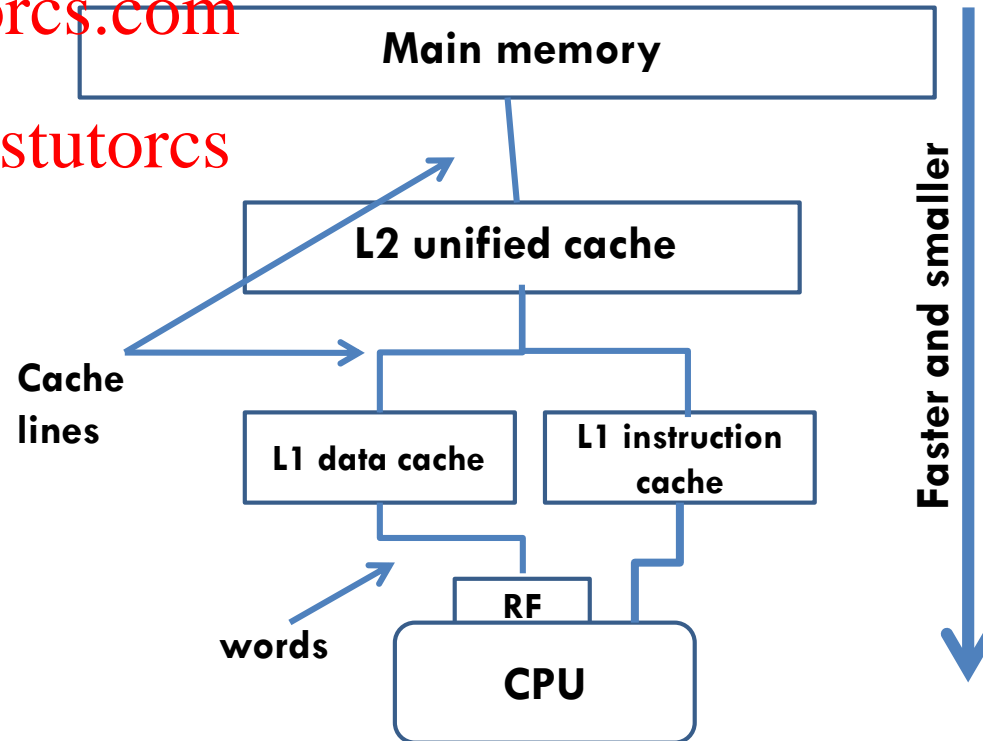 orcs.com
Main memory
stutorcs
L2 unified cache
Faster and smaller
Cache
lines
L1 data cache
L1 instruction
cache
RF
words
CPU